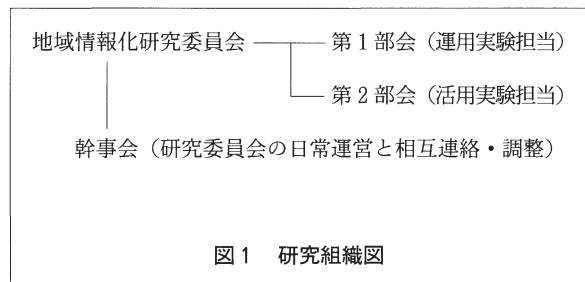 地域情報化研究委員会 第1部会（運用実験担当）
第2部会（活用実験担当）
幹事会（研究委員会の日常運営と相互連絡・調整）
図1 研究組織図